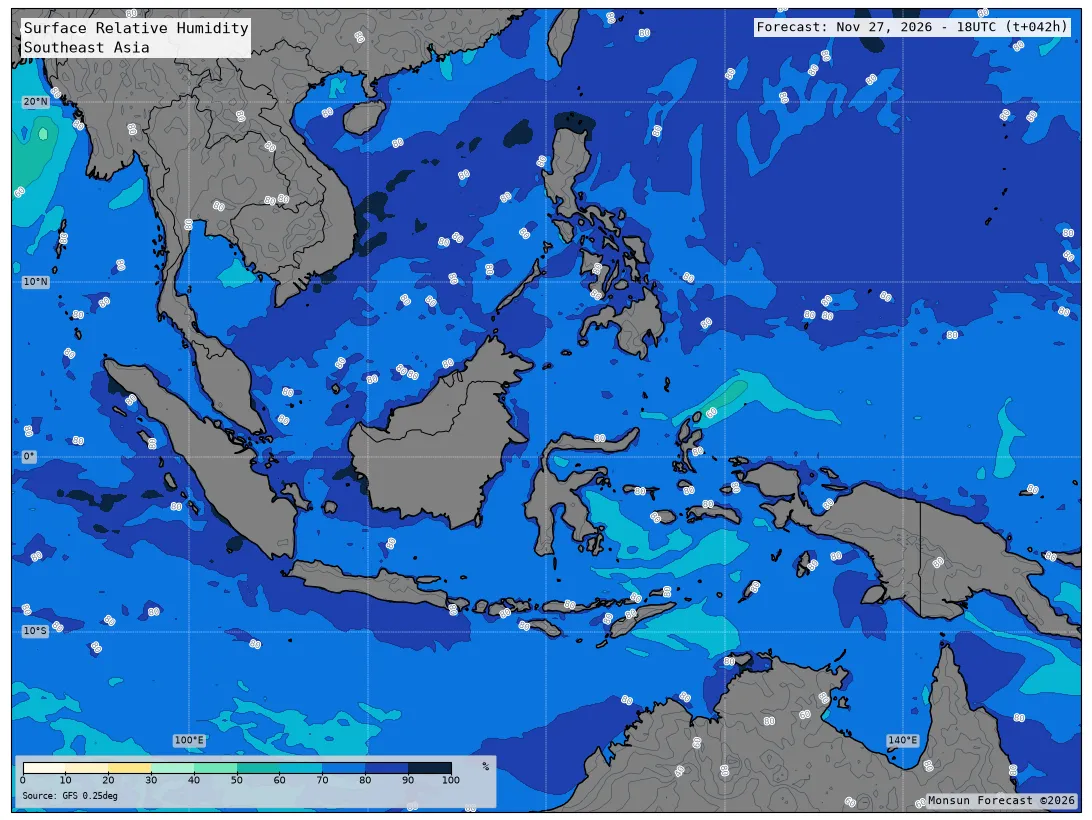 Surface Relative Humidity
Southeast Asia
Forecast: Nov 27, 2026 - 18UTC (t+042h)
20°N
10°N
0°
10°S
100°E
140°E
0 10 20 30 40 50 60 70 80 90 100
%
Source: GFS 0.25deg
Monsun Forecast ©2026